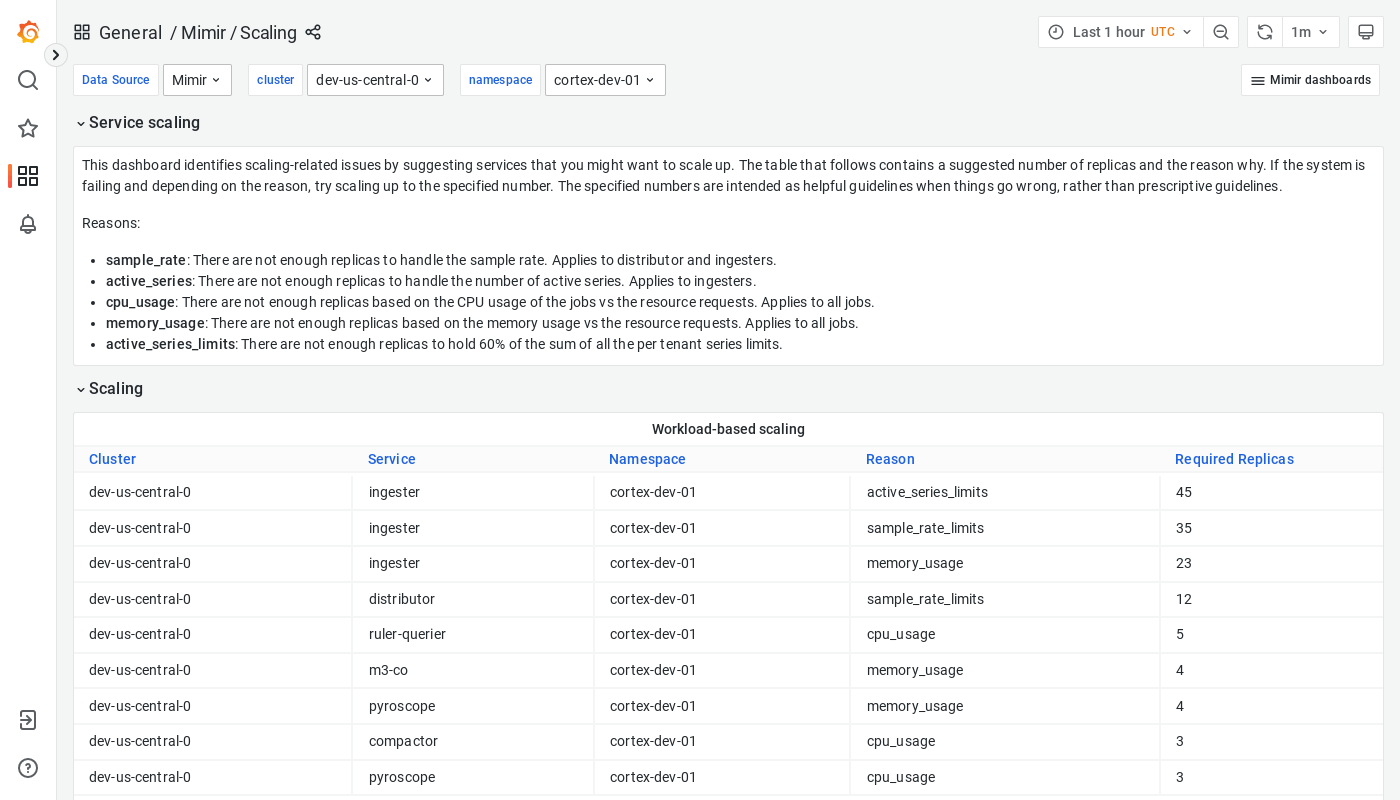 General / Mimir / Scaling
Last 1 hour UTC
1m
Data Source Mimir cluster dev-us-central-0 namespace cortex-dev-01 Mimir dashboards
Service scaling
This dashboard identifies scaling-related issues by suggesting services that you might want to scale up. The table that follows contains a suggested number of replicas and the reason why. If the system is
failing and depending on the reason, try scaling up to the specified number. The specified numbers are intended as helpful guidelines when things go wrong, rather than prescriptive guidelines.
Reasons:
• sample_rate: There are not enough replicas to handle the sample rate. Applies to distributor and ingesters.
• active_series: There are not enough replicas to handle the number of active series. Applies to ingesters.
• cpu_usage: There are not enough replicas based on the CPU usage of the jobs vs the resource requests. Applies to all jobs.
• memory_usage: There are not enough replicas based on the memory usage vs the resource requests. Applies to all jobs.
• active_series_limits: There are not enough replicas to hold 60% of the sum of all the per tenant series limits.
Scaling
Workload-based scaling
Cluster Service Namespace Reason Required Replicas
dev-us-central-0 ingester cortex-dev-01 active_series_limits 45
dev-us-central-0 ingester cortex-dev-01 sample_rate_limits 35
dev-us-central-0 ingester cortex-dev-01 memory_usage 23
dev-us-central-0 distributor cortex-dev-01 sample_rate_limits 12
dev-us-central-0 ruler-querier cortex-dev-01 cpu_usage 5
dev-us-central-0 m3-co cortex-dev-01 memory_usage 4
dev-us-central-0 pyroscope cortex-dev-01 memory_usage 4
dev-us-central-0 compactor cortex-dev-01 cpu_usage 3
dev-us-central-0 pyroscope cortex-dev-01 cpu_usage 3